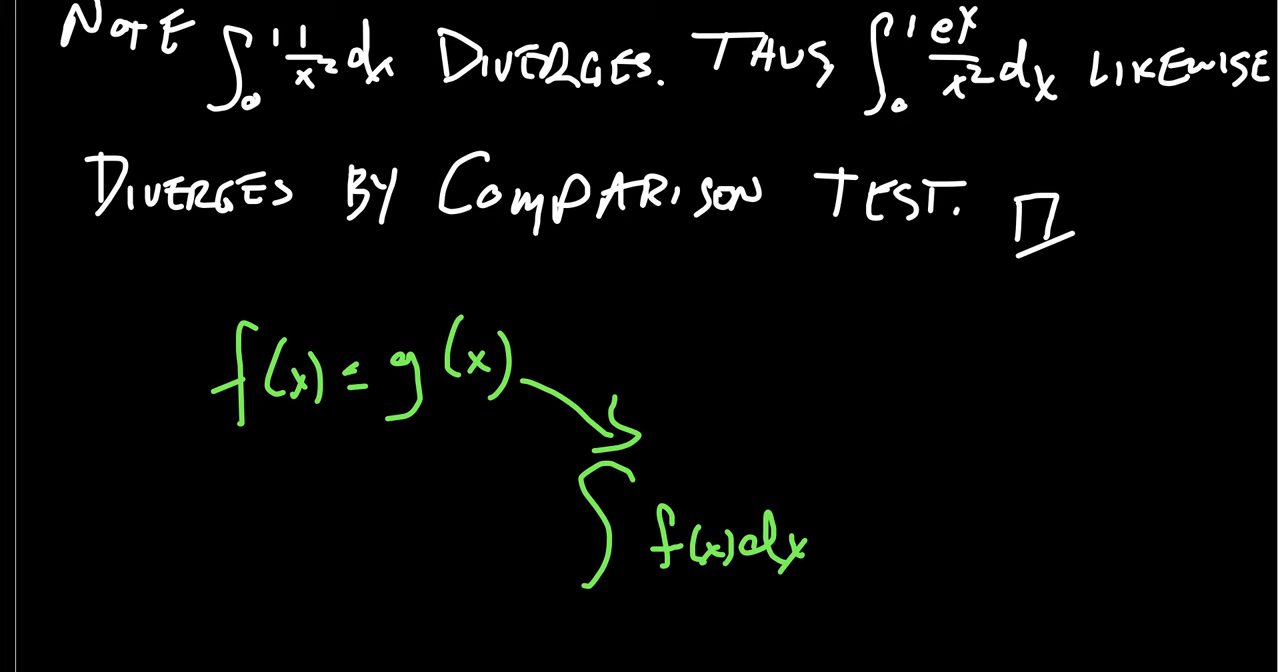 NOTE ∫₀¹ 1/x² dx DIVERGES. THUS, ∫₀¹ eˣ/x² dx LIKEWISE
DIVERGES BY COMPARISON TEST. □
f(x) = g(x)
∫ f(x)dx